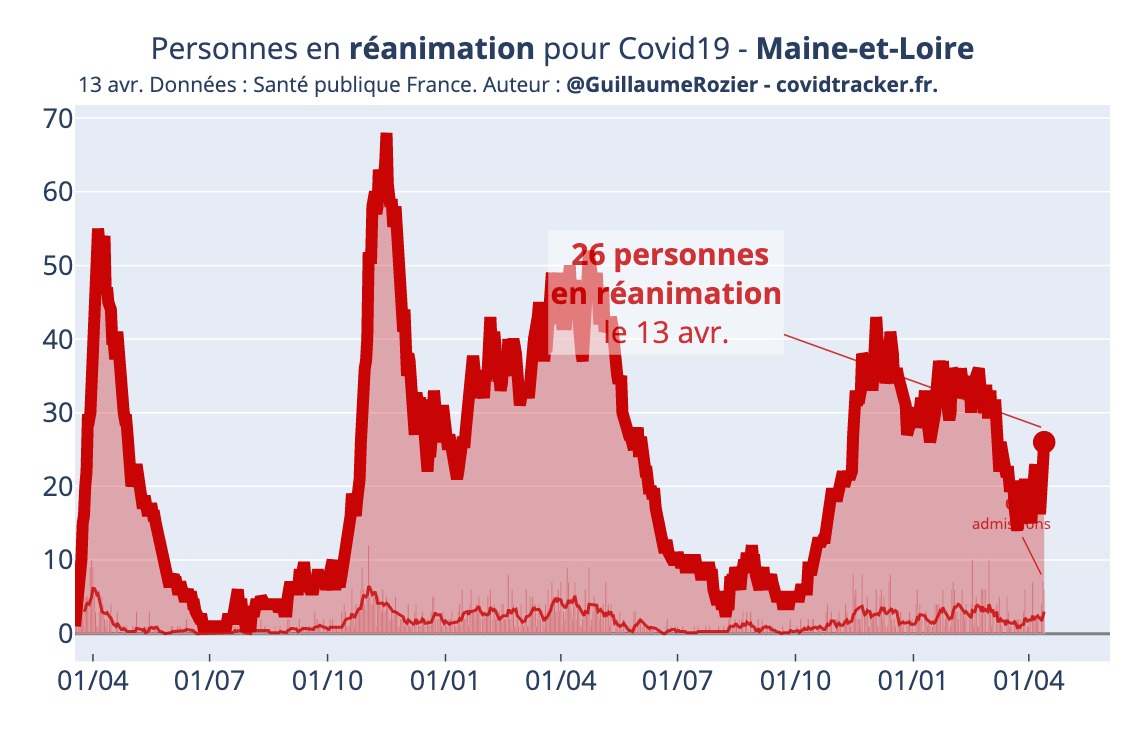 Personnes en réanimation pour Covid19 - Maine-et-Loire
13 avr. Données : Santé publique France. Auteur : @GuillaumeRozier - covidtracker.fr.
70
60
50
40
30
20
10
0
26 personnes
en réanimation
le 13 avr.
admissions
01/04
01/07
01/10
01/01
01/04
01/07
01/10
01/01
01/04